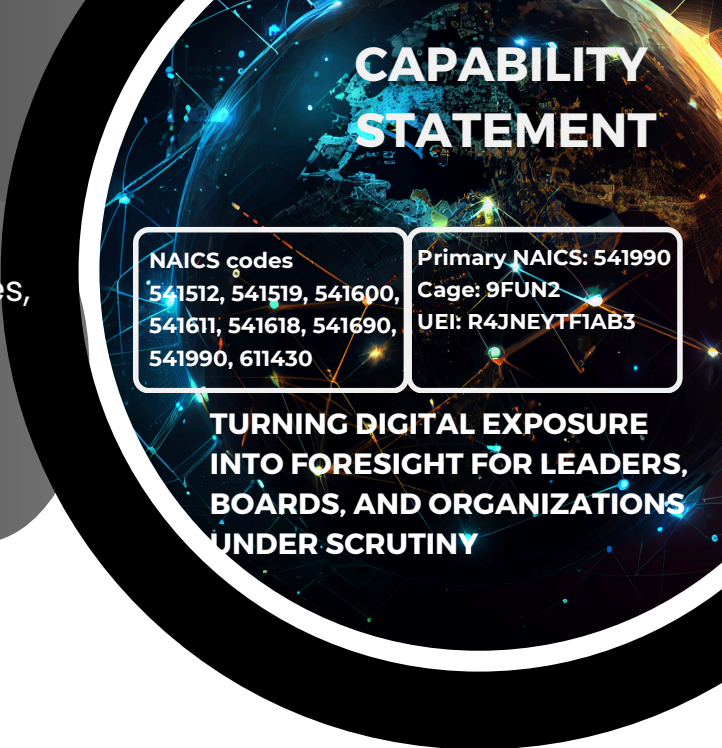 CAPABILITY
STATEMENT
NAICS codes
541512, 541519, 541600,
541611, 541618, 541690,
541990, 611430
Primary NAICS: 541990
Cage: 9FUN2
UEI: R4JNEYTF1AB3
TURNING DIGITAL EXPOSURE
INTO FORESIGHT FOR LEADERS,
BOARDS, AND ORGANIZATIONS
UNDER SCRUTINY